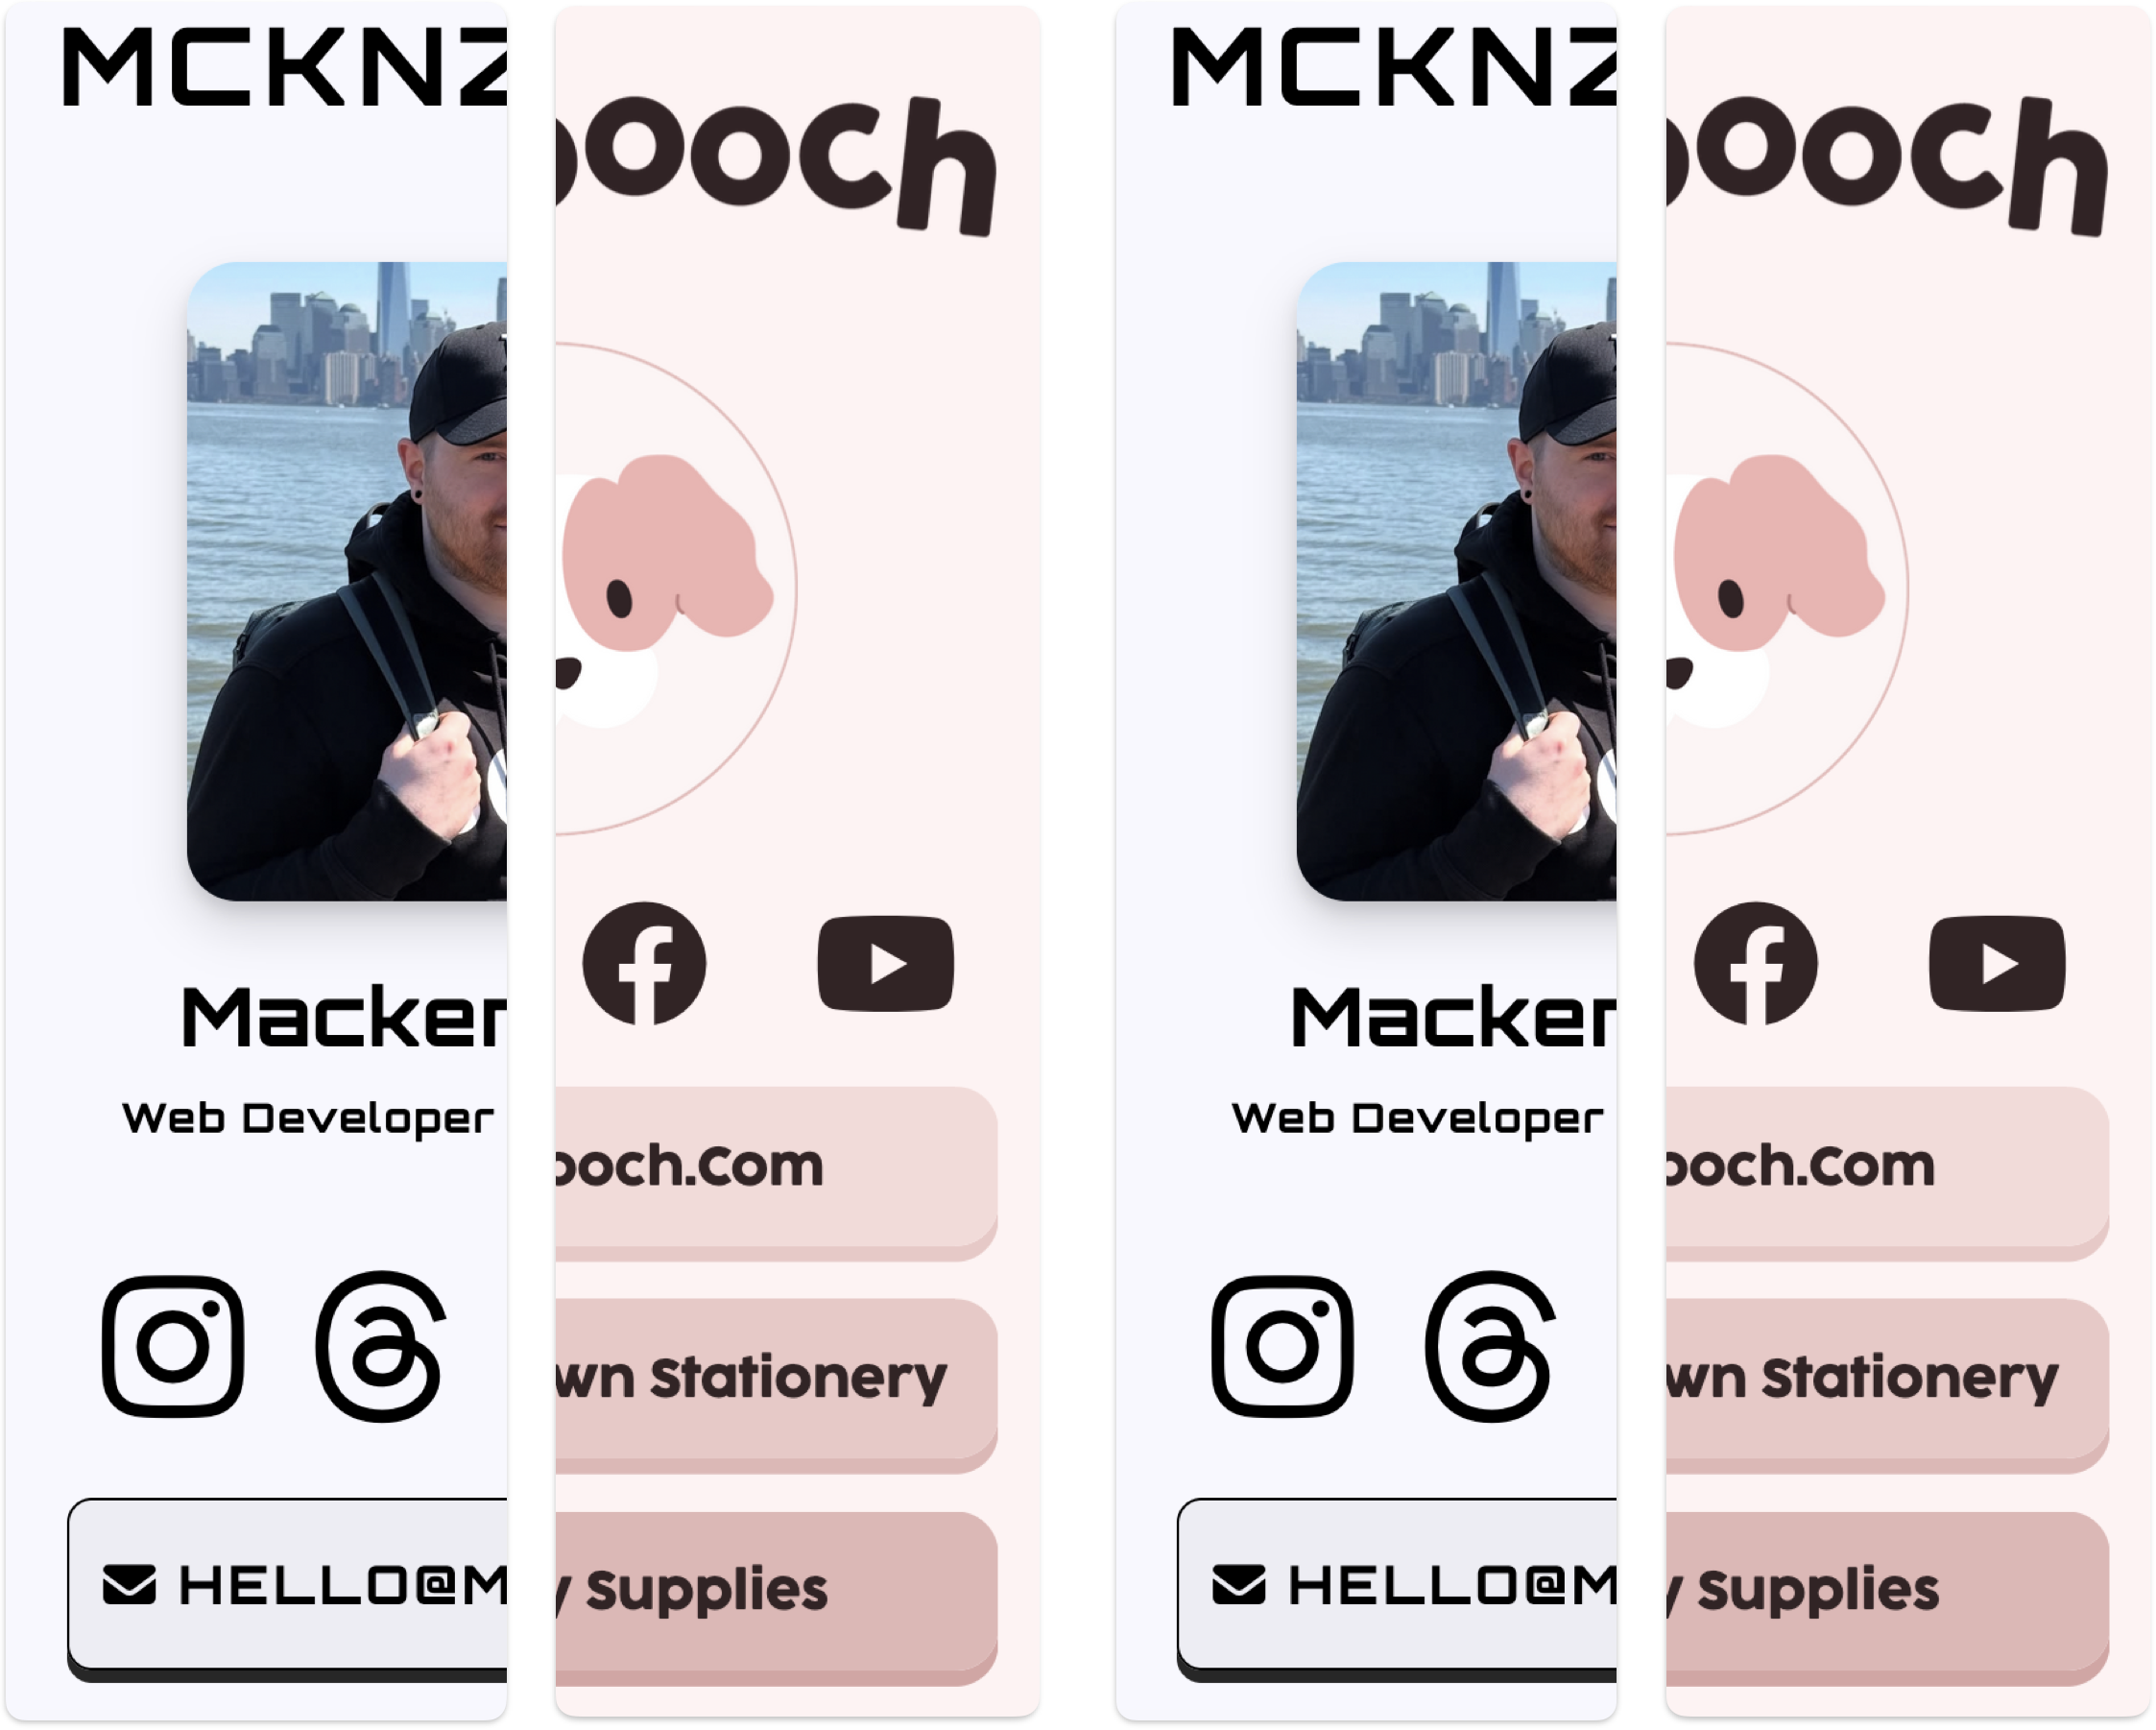 MCKNZ
Macker
Web Developer
HELLO@M
ooch
ooch.Com
wn Stationery
y Supplies
MCKNZ
Macker
Web Developer
HELLO@M
ooch
ooch.Com
wn Stationery
y Supplies